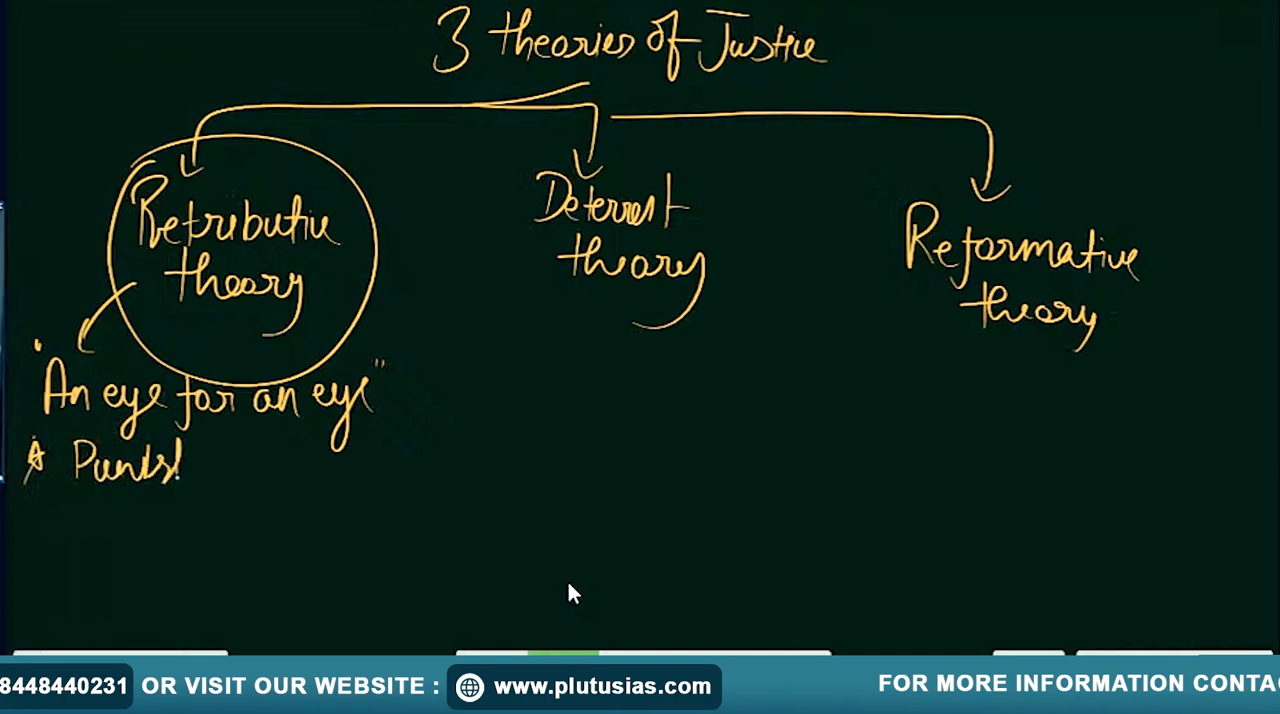 3 theories of Justice
Retributive
theory
Deterrent
theory
Reformative
theory
"An eye for an eye"
8448440231 OR VISIT OUR WEBSITE : www.plutusias.com
FOR MORE INFORMATION CONTA